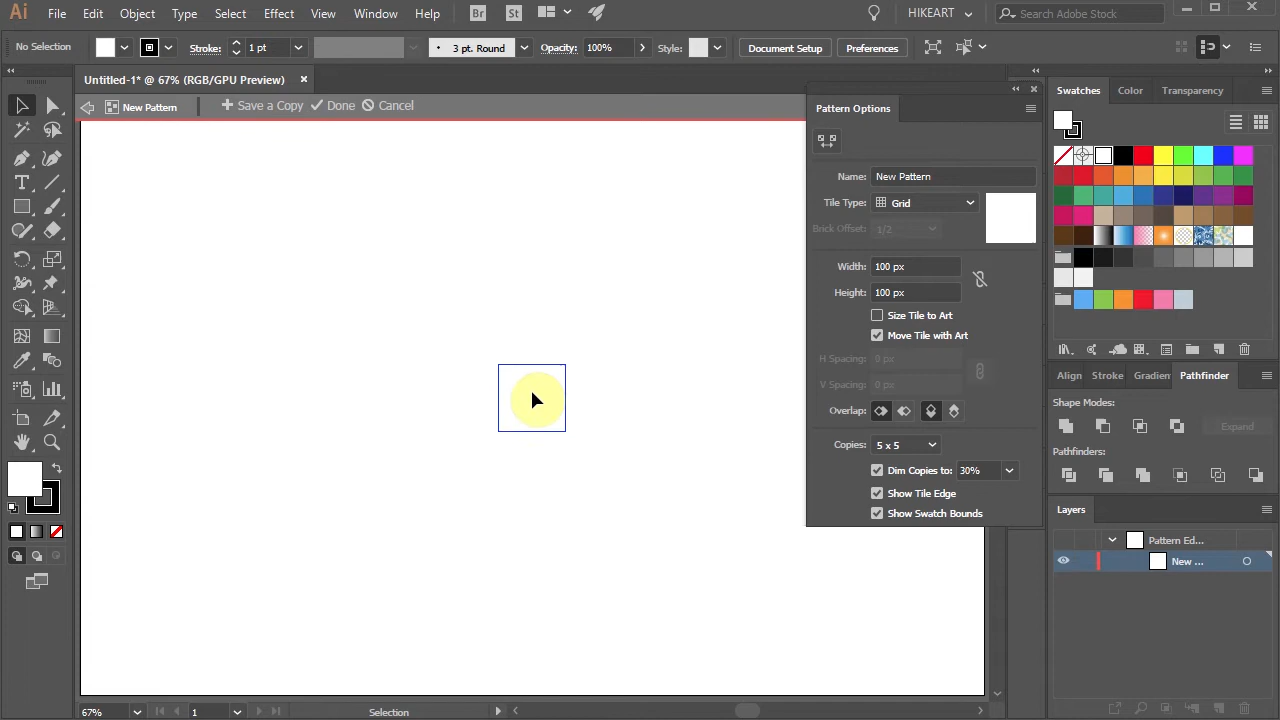 Ai File Edit Object Type Select Effect View Window Help Br St HIKEART Search Adobe Stock
No Selection Stroke: 1 pt 3 pt. Round Opacity: 100% Style: Document Setup Preferences
Untitled-1* @ 67% (RGB/GPU Preview)
New Pattern Save a Copy Done Cancel
Pattern Options
Name: New Pattern
Tile Type: Grid
Brick Offset: 1/2
Width: 100 px
Height: 100 px
Size Tile to Art
Move Tile with Art
H Spacing: 0 px
V Spacing: 0 px
Overlap:
Copies: 5 x 5
Dim Copies to: 30%
Show Tile Edge
Show Swatch Bounds
Swatches Color Transparency
Align Stroke Gradien Pathfinder
Shape Modes:
Expand
Pathfinders:
Layers
Pattern Ed...
New ...
67% 1 Selection